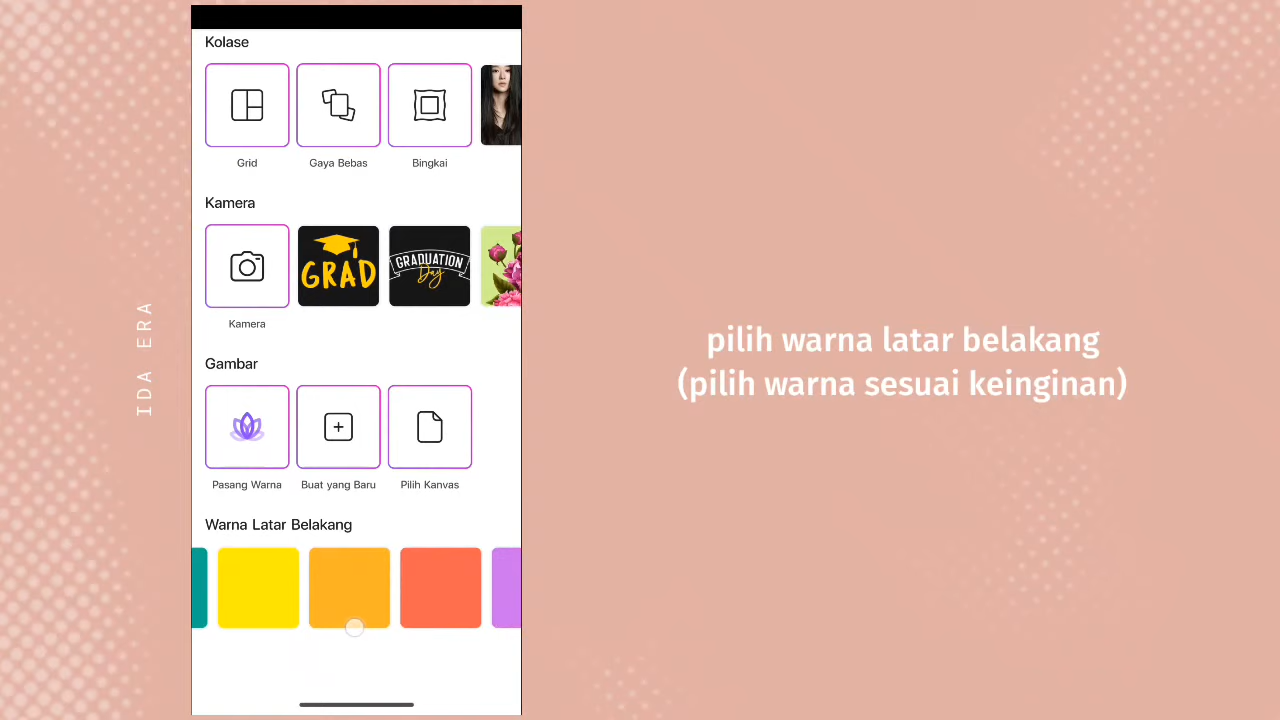 Kolase
Grid
Gaya Bebas
Bingkai
Kamera
GRAD
GRADUATION
Day
Kamera
Gambar
Pasang Warna
Buat yang Baru
Pilih Kanvas
Warna Latar Belakang
IDA ERA
pilih warna latar belakang
(pilih warna sesuai keinginan)